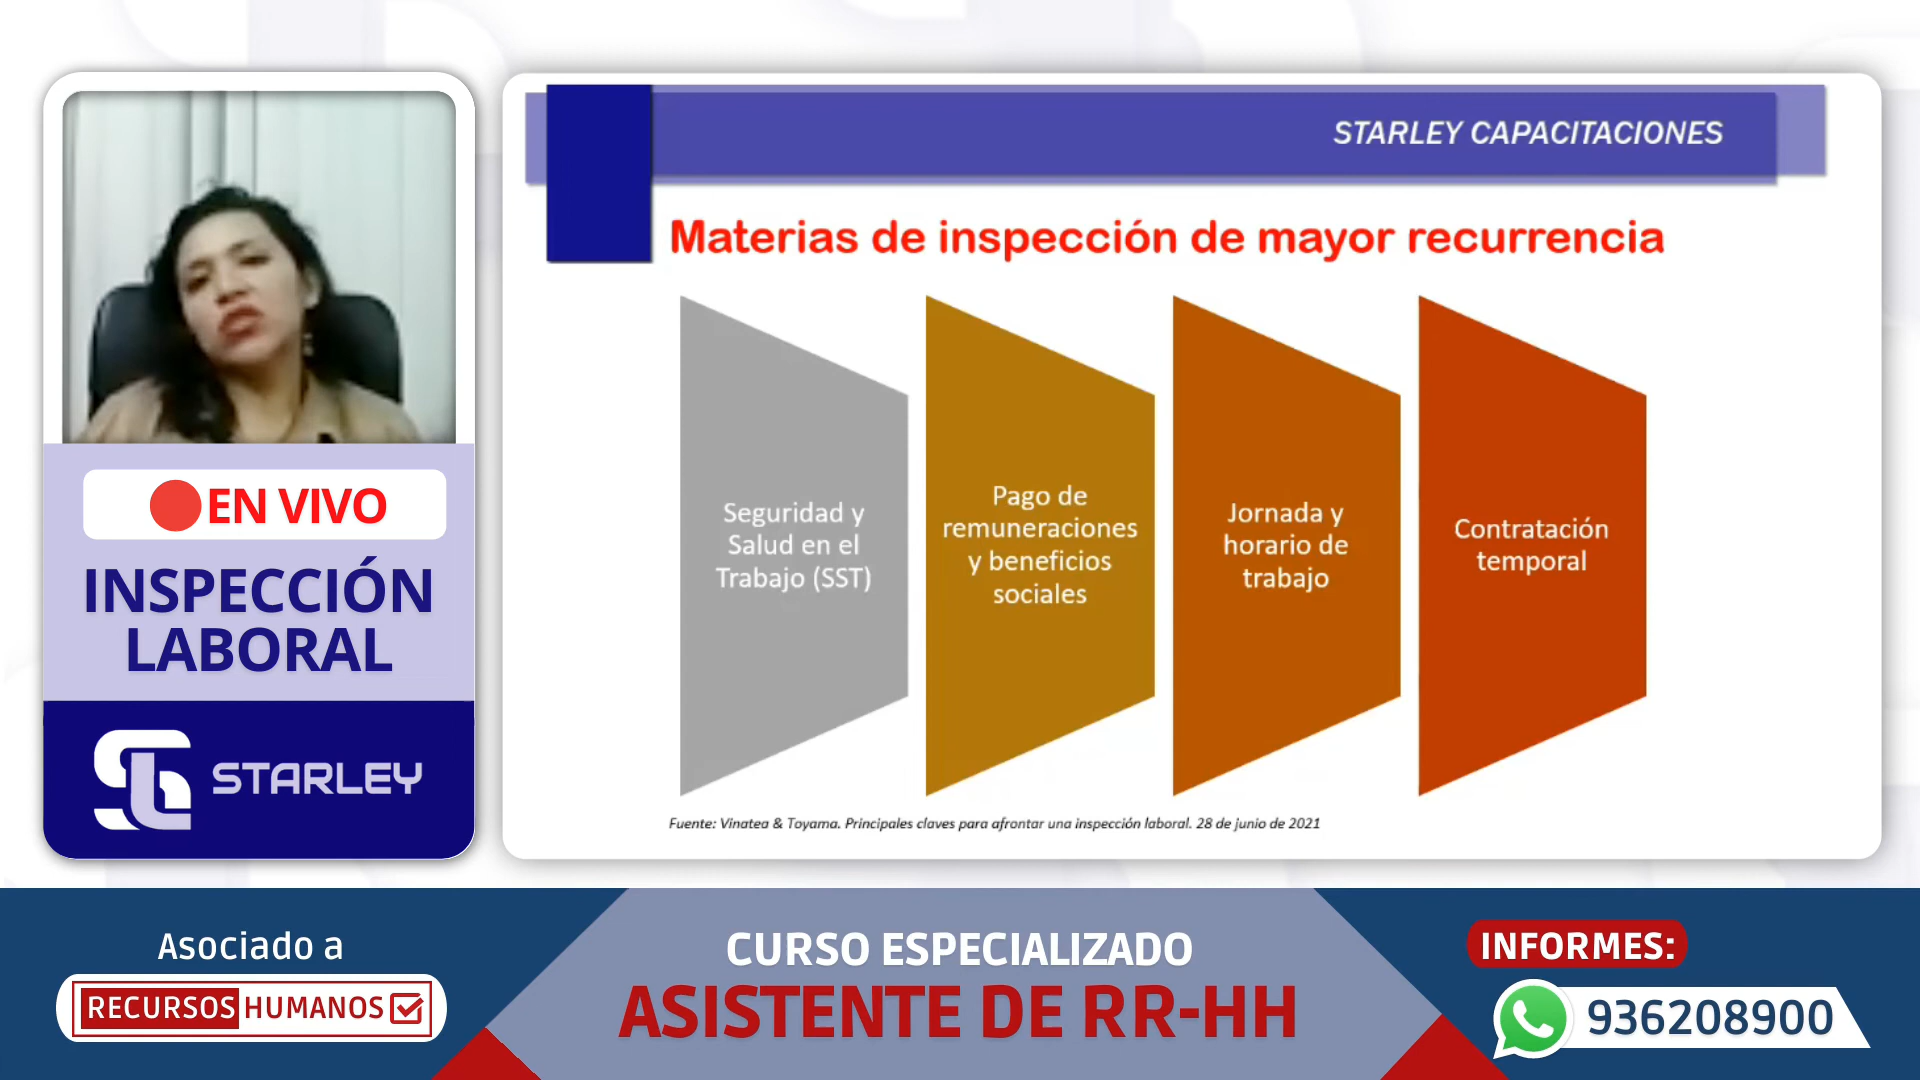 STARLEY CAPACITACIONES
Materias de inspección de mayor recurrencia
Seguridad y
Salud en el
Trabajo (SST)
Pago de
remuneraciones
y beneficios
sociales
Jornada y
horario de
trabajo
Contratación
temporal
Fuente: Vinatea & Toyama. Principales claves para afrontar una inspección laboral. 28 de junio de 2021
EN VIVO
INSPECCIÓN
LABORAL
STARLEY
Asociado a
RECURSOS HUMANOS
CURSO ESPECIALIZADO
ASISTENTE DE RR-HH
INFORMES:
936208900